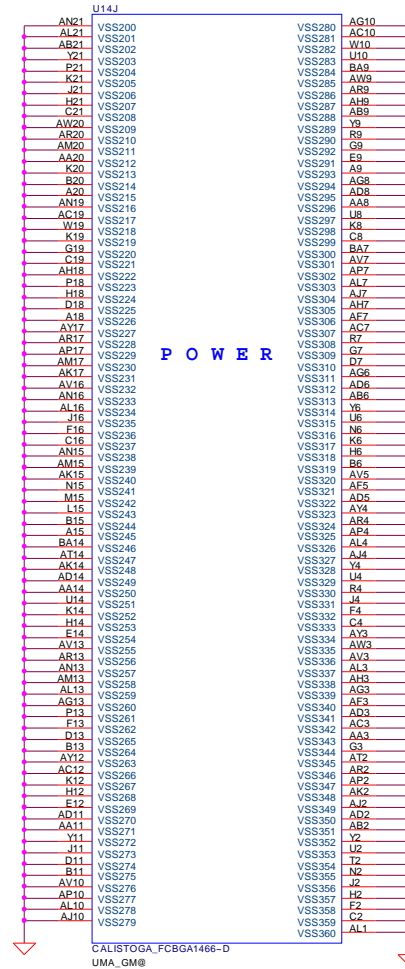 U14J
AN21 VSS200 VSS280 AG10
AL21 VSS201 VSS281 AC10
AB21 VSS202 VSS282 W10
Y21 VSS203 VSS283 U10
P21 VSS204 VSS284 BA9
K21 VSS205 VSS285 AW9
J21 VSS206 VSS286 AR9
H21 VSS207 VSS287 AH9
C21 VSS208 VSS288 AB9
AW20 VSS209 VSS289 Y9
AR20 VSS210 VSS290 R9
AM20 VSS211 VSS292 G9
AA20 VSS212 VSS291 E9
K20 VSS213 VSS293 A9
B20 VSS214 VSS294 AG8
A20 VSS215 VSS295 AD8
AN19 VSS216 VSS296 AA8
AC19 VSS217 VSS297 U8
W19 VSS218 VSS298 K8
K19 VSS219 VSS299 C8
G19 VSS220 VSS300 BA7
C19 VSS221 VSS301 AV7
AH18 VSS222 VSS302 AP7
P18 VSS223 VSS303 AL7
H18 VSS224 VSS304 AJ7
D18 VSS225 VSS305 AH7
A18 VSS226 VSS306 AF7
AY17 VSS227 VSS307 AC7
AR17 VSS228 VSS308 R7
AP17 VSS229 POWER VSS309 G7
AM17 VSS230 VSS310 D7
AK17 VSS231 VSS311 AG6
AV16 VSS232 VSS312 AD6
AN16 VSS233 VSS313 AB6
AL16 VSS234 VSS314 Y6
J16 VSS235 VSS315 U6
F16 VSS236 VSS316 N6
C16 VSS237 VSS317 K6
AN15 VSS238 VSS318 H6
AM15 VSS239 VSS319 B6
AK15 VSS240 VSS320 AV5
N15 VSS241 VSS321 AF5
M15 VSS242 VSS322 AD5
L15 VSS243 VSS323 AY4
B15 VSS244 VSS324 AR4
A15 VSS245 VSS325 AP4
BA14 VSS246 VSS326 AL4
AT14 VSS247 VSS327 AJ4
AK14 VSS248 VSS328 Y4
AD14 VSS249 VSS329 U4
AA14 VSS250 VSS330 R4
U14 VSS251 VSS331 J4
K14 VSS252 VSS332 F4
H14 VSS253 VSS333 C4
E14 VSS254 VSS334 AY3
AV13 VSS255 VSS335 AW3
AR13 VSS256 VSS336 AV3
AN13 VSS257 VSS337 AL3
AM13 VSS258 VSS338 AH3
AL13 VSS259 VSS339 AG3
AG13 VSS260 VSS340 AF3
P13 VSS261 VSS341 AD3
F13 VSS262 VSS342 AC3
D13 VSS265 VSS343 AA3
B13 VSS264 VSS344 G3
AY12 VSS263 VSS345 AT2
AC12 VSS266 VSS346 AR2
K12 VSS267 VSS347 AP2
H12 VSS268 VSS348 AK2
E12 VSS269 VSS349 AJ2
AD11 VSS270 VSS350 AD2
AA11 VSS271 VSS351 AB2
Y11 VSS272 VSS352 Y2
J11 VSS273 VSS353 U2
D11 VSS274 VSS354 T2
B11 VSS275 VSS355 N2
AV10 VSS276 VSS356 J2
AP10 VSS277 VSS357 H2
AL10 VSS278 VSS358 F2
AJ10 VSS279 VSS359 C2
VSS360 AL1
CALISTOGA_FCBGA1466~D
UMA_GM@